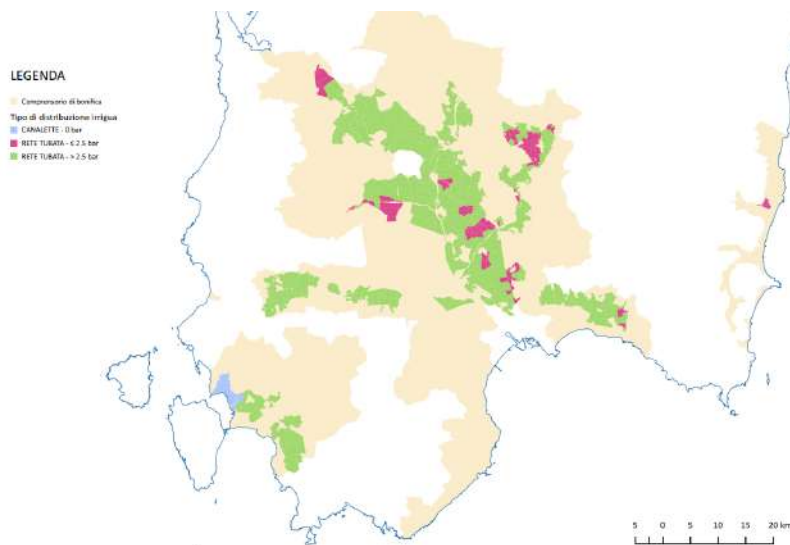 LEGENDA
Comprensorio di bonifica
Tipo di distribuzione irrigua
CANALETTE - 0 bar
RETE TUBATA - ≤ 2.5 bar
RETE TUBATA - > 2.5 bar
5 0 5 10 15 20 km